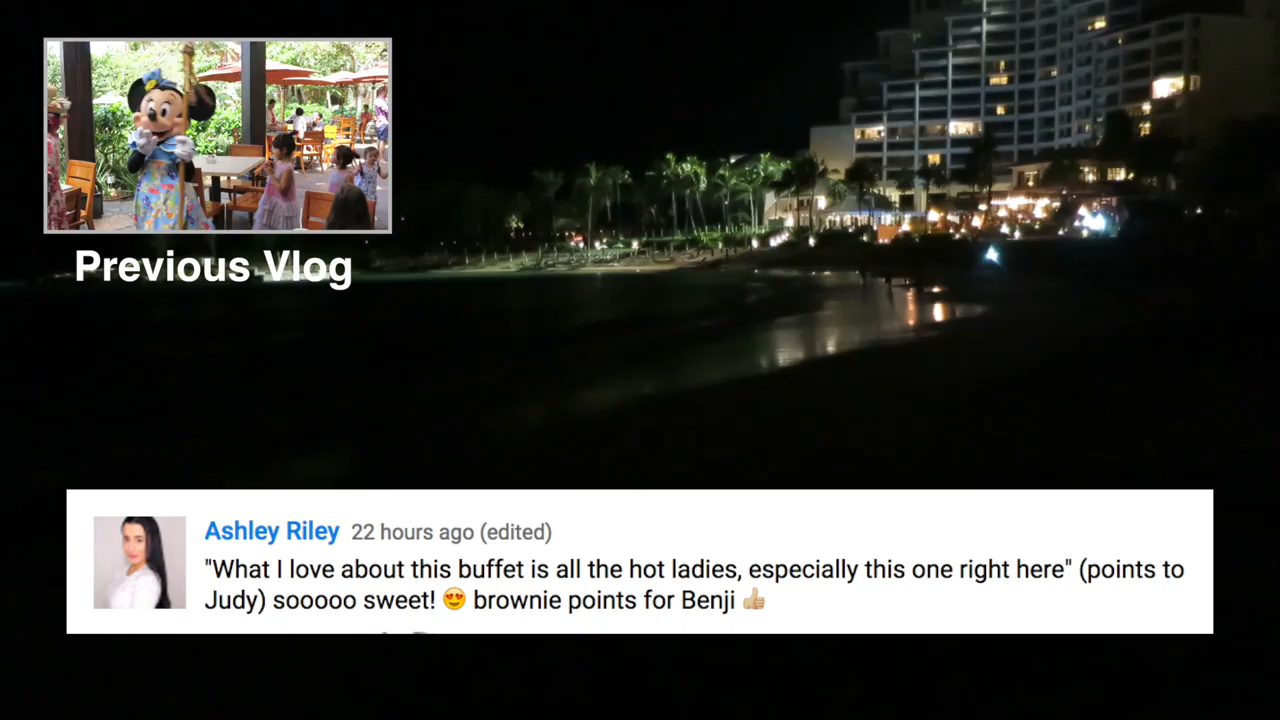 Previous Vlog
Ashley Riley 22 hours ago (edited)
"What I love about this buffet is all the hot ladies, especially this one right here" (points to
Judy) sooooo sweet! 😍 brownie points for Benji 👍🏼